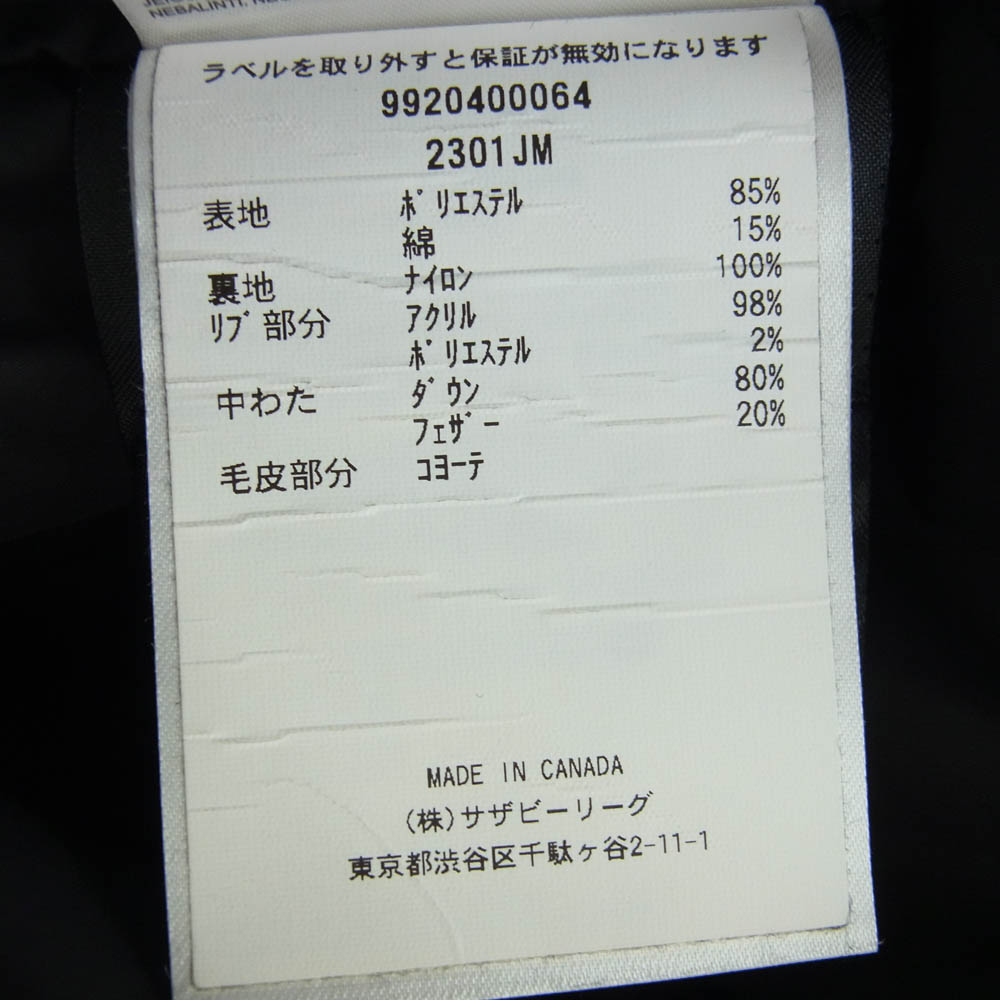 NEBALINTI.
ラベルを取り外すと保証が無効になります
9920400064
2301JM
表地 ポリエステル 85%
綿 15%
裏地 ナイロン 100%
リブ部分 アクリル 98%
ポリエステル 2%
中わた ダウン 80%
フェザー 20%
毛皮部分 コヨーテ
MADE IN CANADA
(株)サザビーリーグ
東京都渋谷区千駄ヶ谷2-11-1